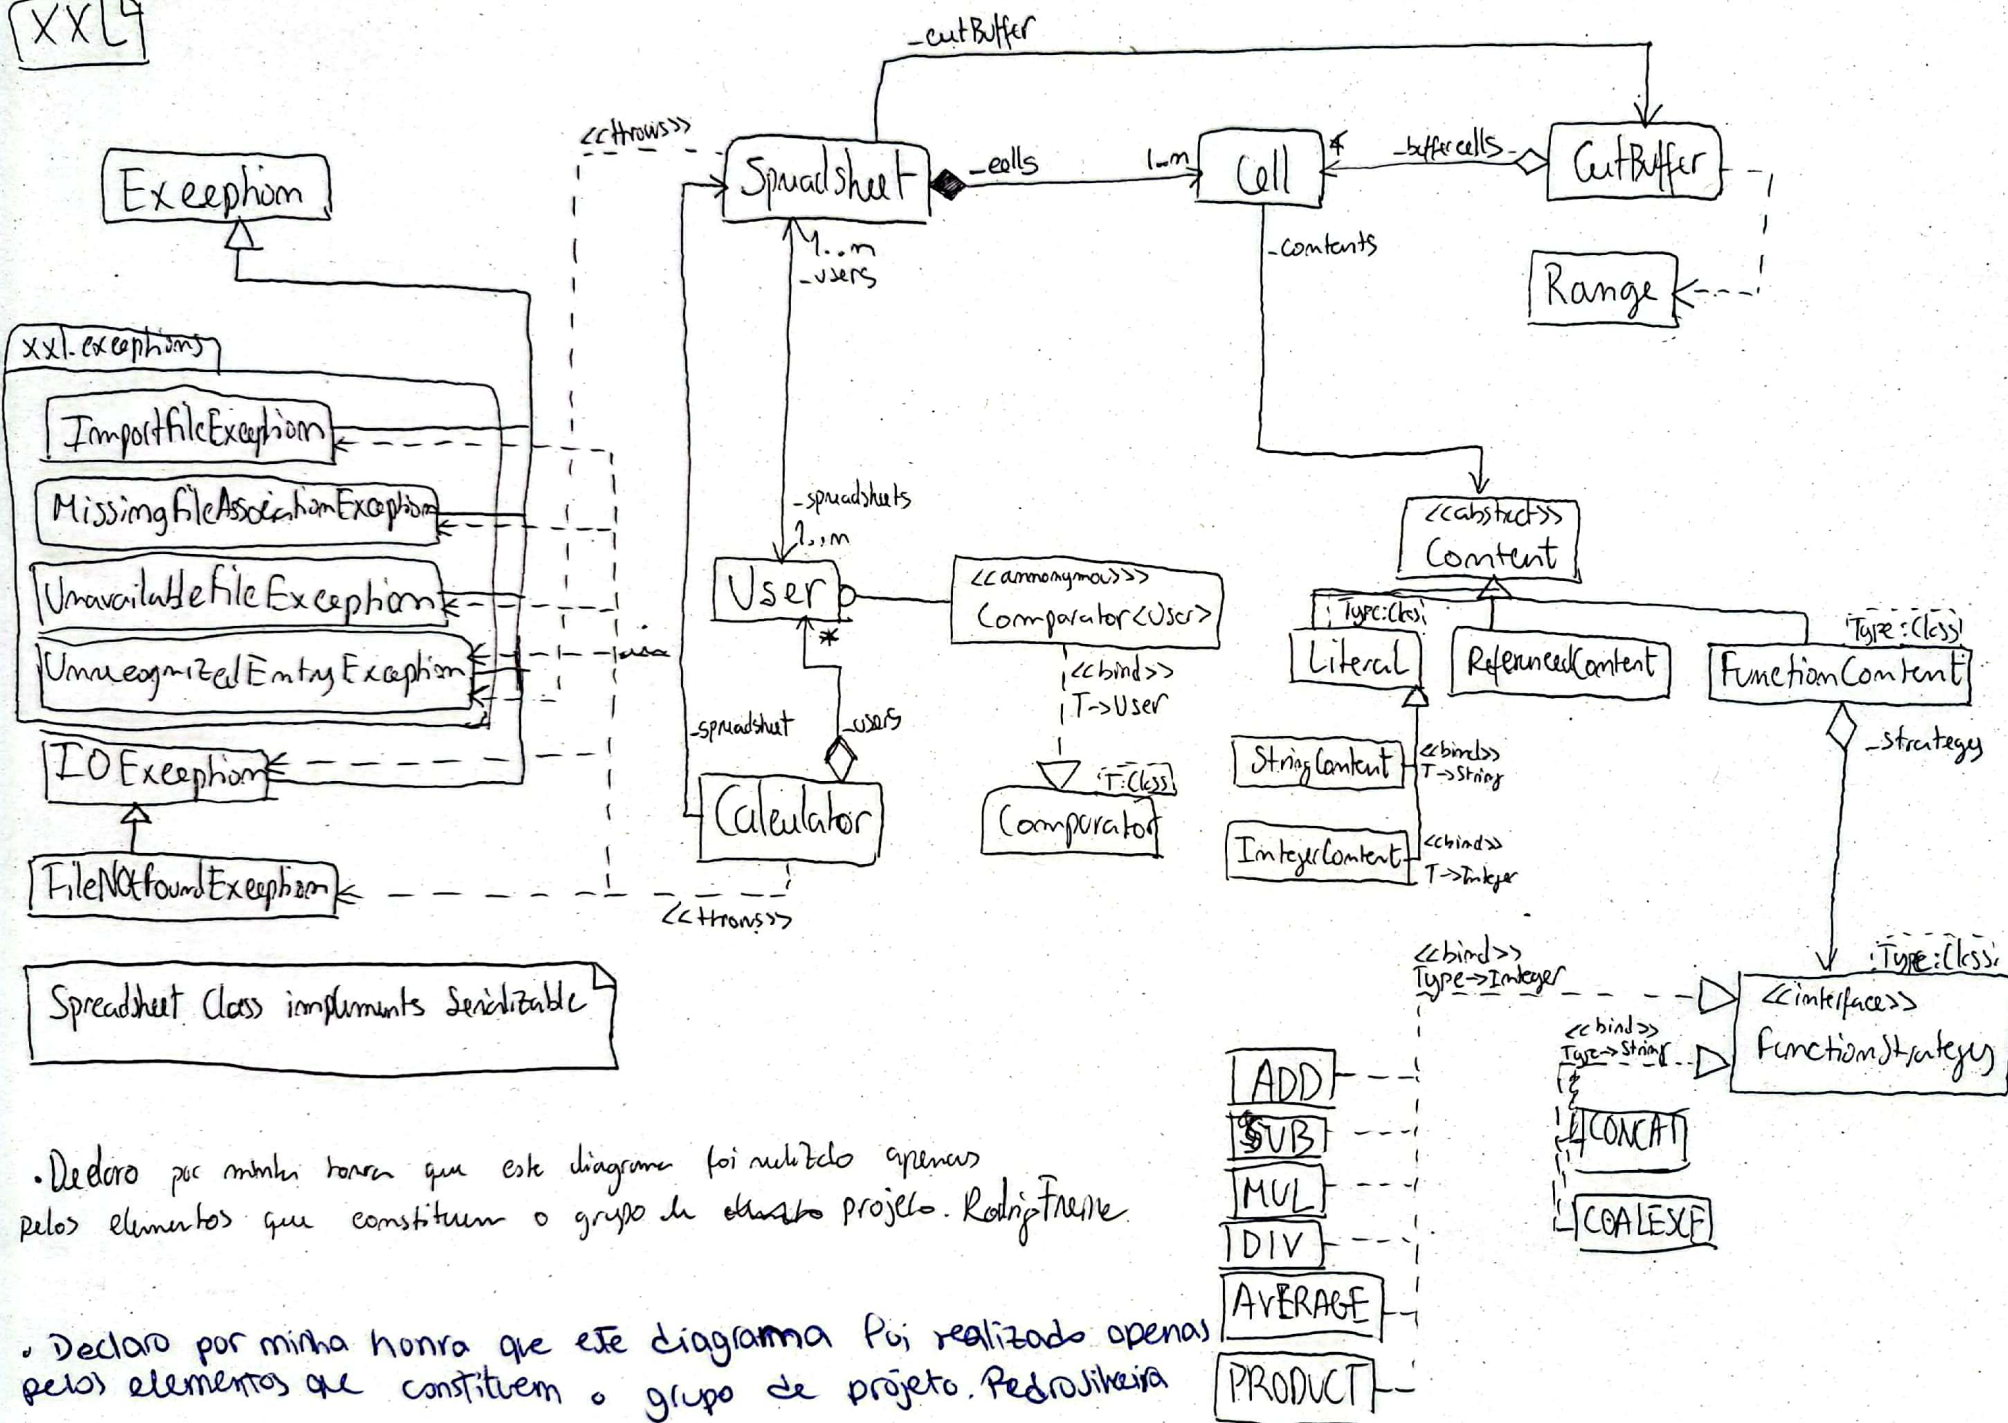 XXL
_cutBuffer
<<throws>>
Exception
Spreadsheet
_cells
1..n
Cell
*
_buffercells
CutBuffer
1..n
_users
_contents
Range
xxl.exceptions
ImportfileException
MissingfileAssociationException
UnavailablefileException
UnrecognizedEntryException
IOException
FileNotfoundException
_spreadsheets
1..n
User
*
<<annonymous>>
Comparator<User>
<<bind>>
T->User
T:Class
Comparator
_spreadsheet
_users
Calculator
<<throws>>
<<abstract>>
Content
Type:Class
Literal
ReferencedContent
Type:Class
FunctionContent
_strategy
StringContent
<<bind>>
T->String
IntegerContent
<<bind>>
T->Integer
<<bind>>
Type->Integer
Type:Class
<<interface>>
functionStrategy
<<bind>>
Type->String
ADD
SUB
MUL
DIV
AVERAGE
PRODUCT
CONCAT
COALESCE
Spreadsheet Class implements Serializable
. Declaro por minha honra que este diagrama foi realizado apenas
pelos elementos que constituem o grupo de projeto. Freire
. Declaro por minha honra que este diagrama foi realizado apenas
pelos elementos que constituem o grupo de projeto. Pedro Silveira